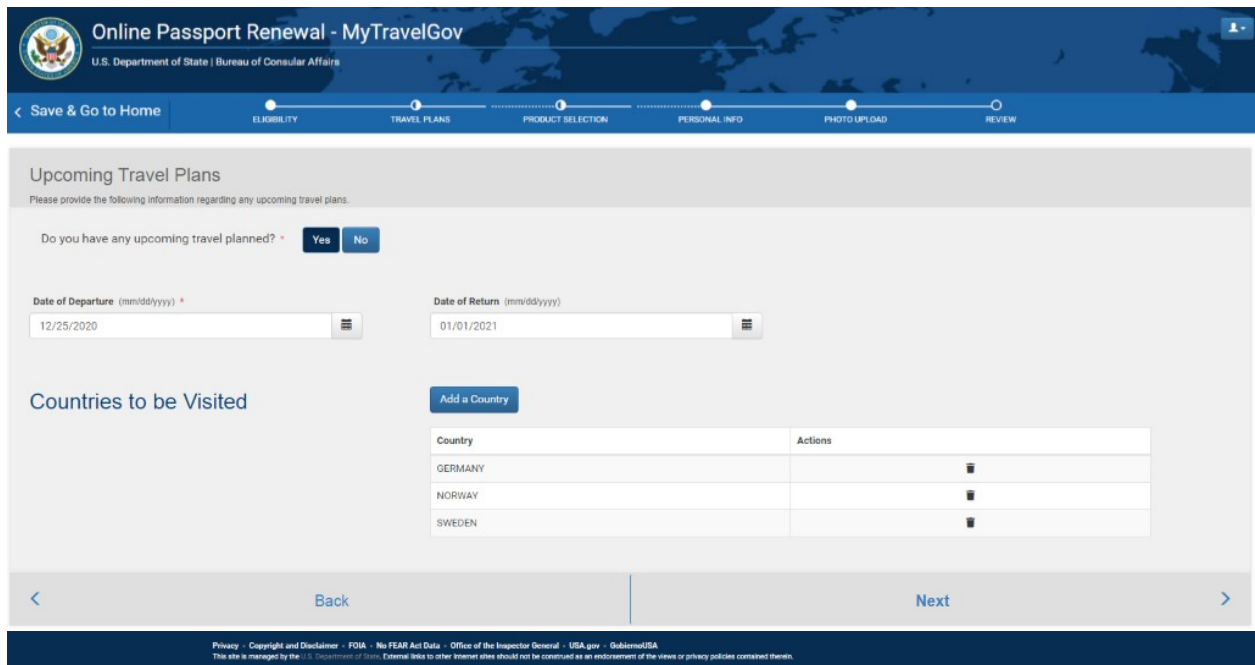 Online Passport Renewal - MyTravelGov
U.S. Department of State | Bureau of Consular Affairs
Save & Go to Home
ELIGIBILITY
TRAVEL PLANS
PRODUCT SELECTION
PERSONAL INFO
PHOTO UPLOAD
REVIEW
Upcoming Travel Plans
Please provide the following information regarding any upcoming travel plans.
Do you have any upcoming travel planned? * Yes No
Date of Departure (mm/dd/yyyy) * Date of Return (mm/dd/yyyy)
12/25/2020 01/01/2021
Countries to be Visited Add a Country
Country Actions
GERMANY
NORWAY
SWEDEN
Back Next
Privacy - Copyright and Disclaimer - FOIA - No FEAR Act Data - Office of the Inspector General - USA.gov - GobiernoUSA
This site is managed by the U.S. Department of State. External links to other Internet sites should not be construed as an endorsement of the views or privacy policies contained therein.